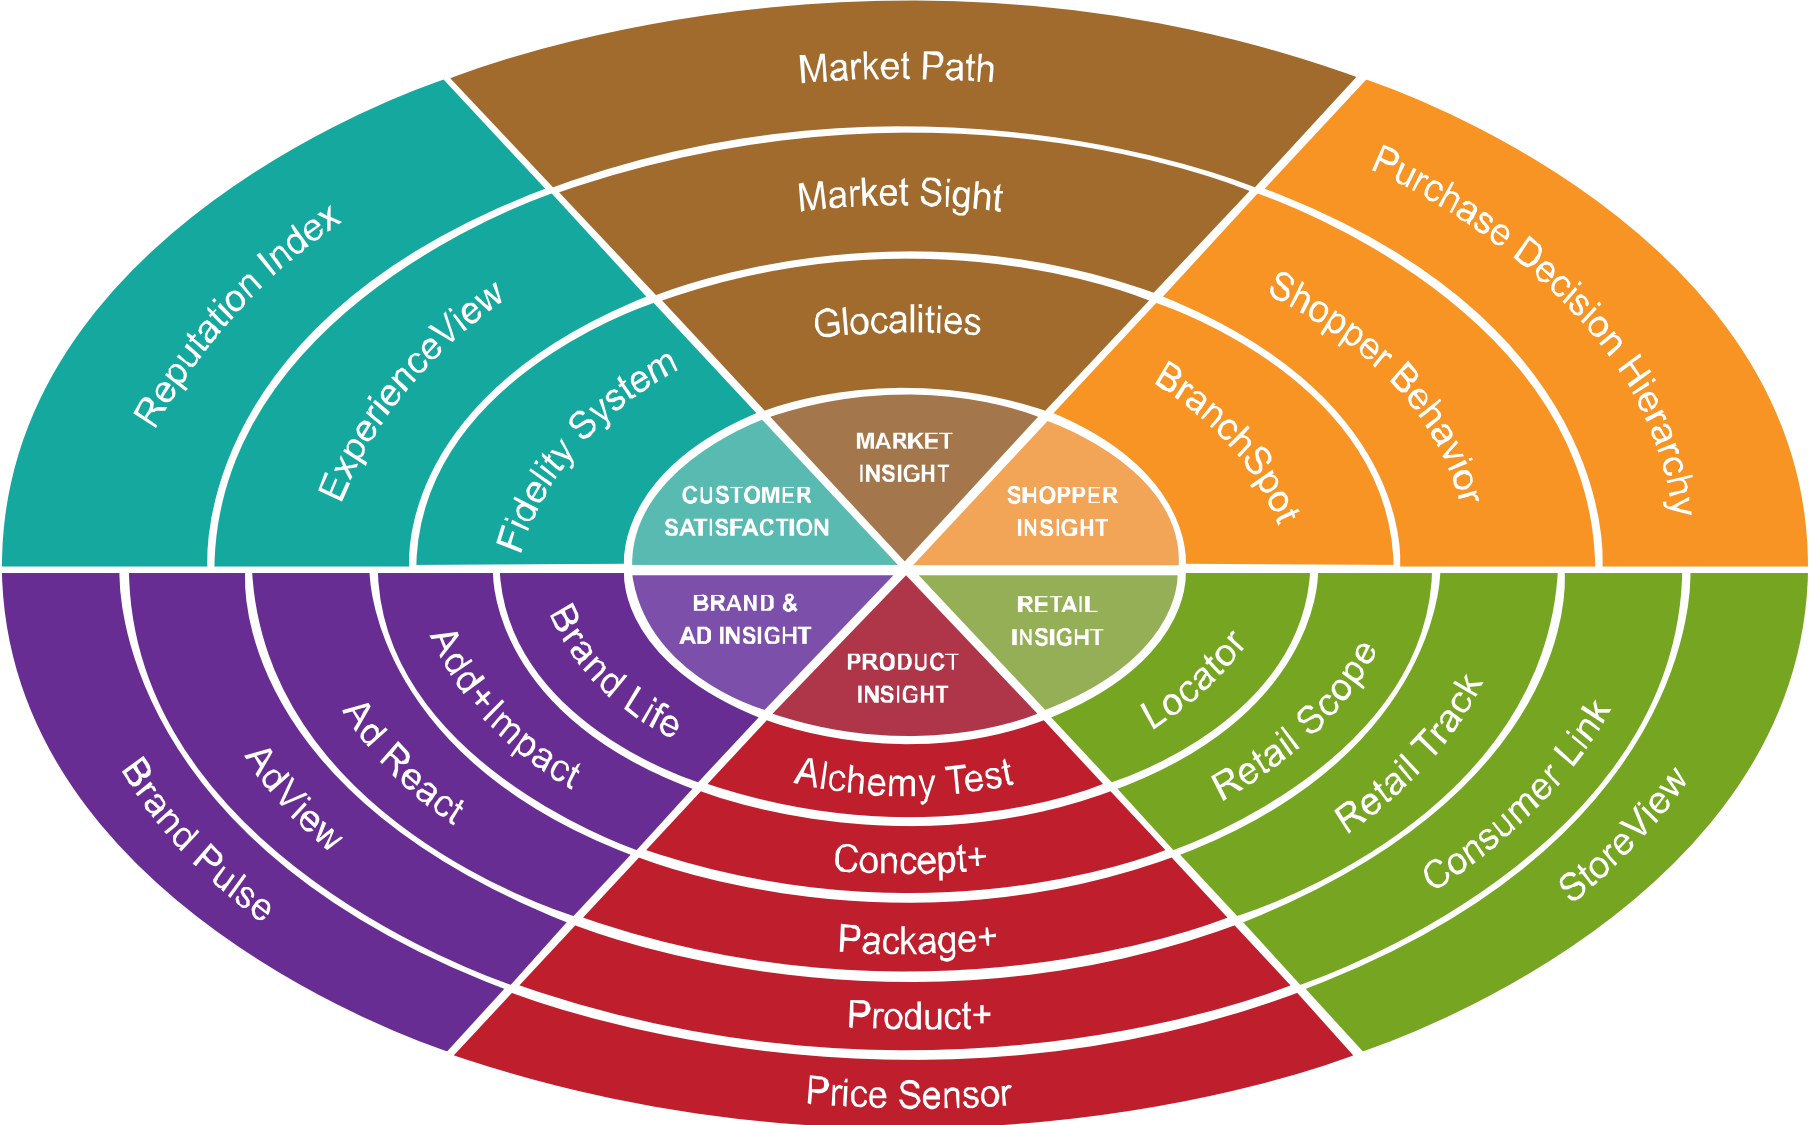 Market Path
Market Sight
Glocalities
MARKET
INSIGHT
Purchase Decision Hierarchy
Shopper Behavior
BranchSpot
SHOPPER
INSIGHT
Reputation Index
ExperienceView
Fidelity System
CUSTOMER
SATISFACTION
BRAND &
AD INSIGHT
Brand Life
Add+Impact
Ad React
AdView
Brand Pulse
PRODUCT
INSIGHT
Alchemy Test
Concept+
Package+
Product+
Price Sensor
RETAIL
INSIGHT
Locator
Retail Scope
Retail Track
Consumer Link
StoreView